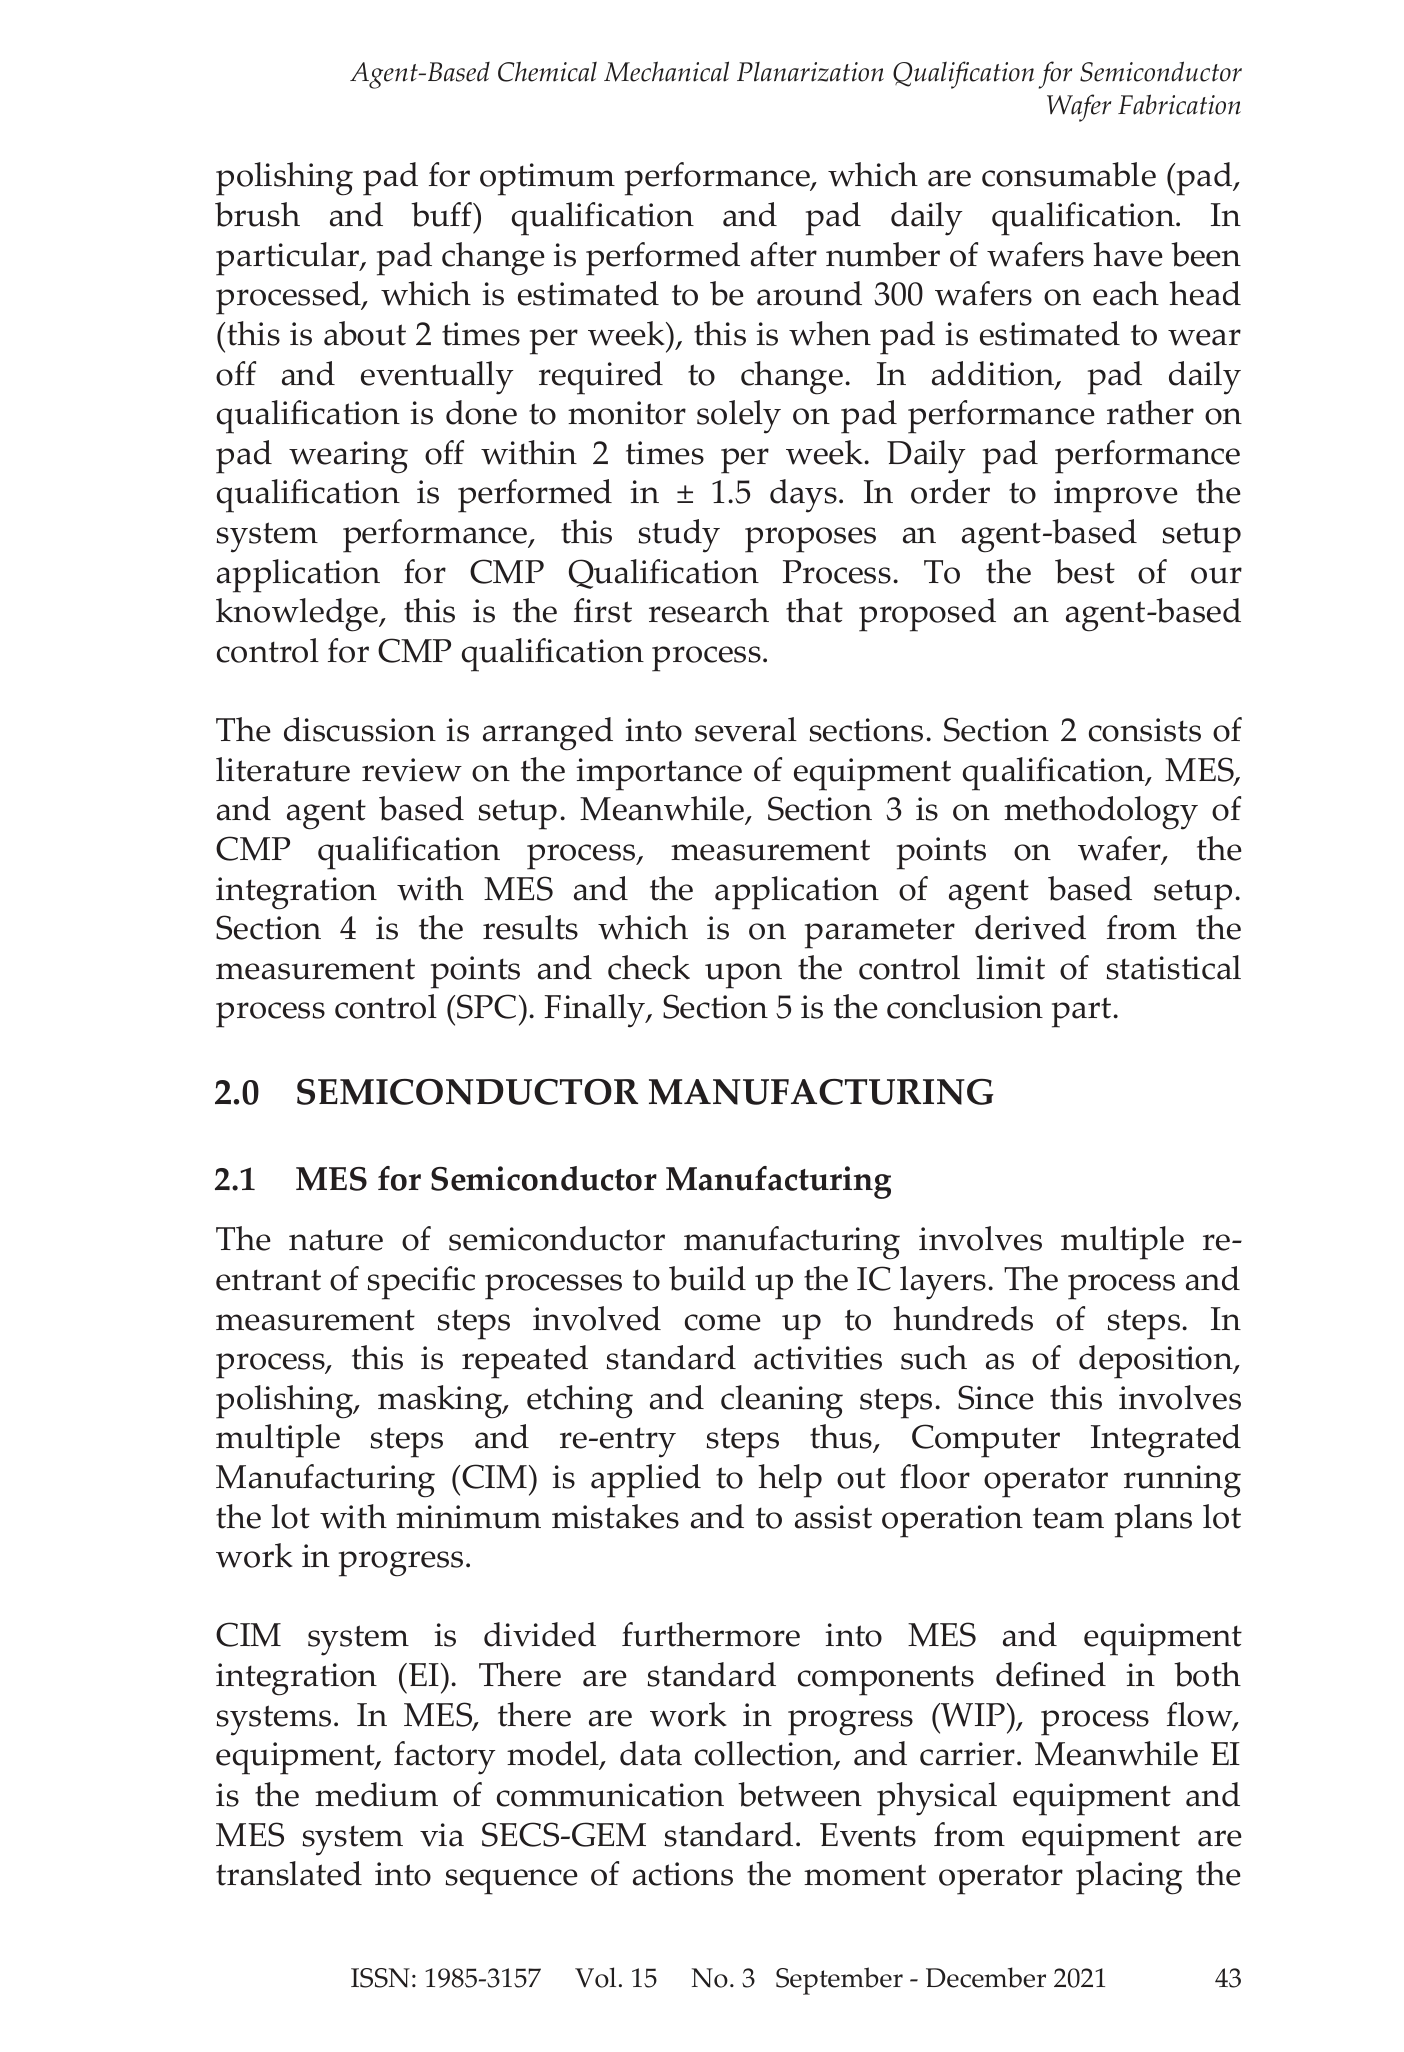 Agent-Based Chemical Mechanical Planarization Qualification for Semiconductor
Wafer Fabrication
polishing pad for optimum performance, which are consumable (pad,
brush and buff) qualification and pad daily qualification. In
particular, pad change is performed after number of wafers have been
processed, which is estimated to be around 300 wafers on each head
(this is about 2 times per week), this is when pad is estimated to wear
off and eventually required to change. In addition, pad daily
qualification is done to monitor solely on pad performance rather on
pad wearing off within 2 times per week. Daily pad performance
qualification is performed in ± 1.5 days. In order to improve the
system performance, this study proposes an agent-based setup
application for CMP Qualification Process. To the best of our
knowledge, this is the first research that proposed an agent-based
control for CMP qualification process.
The discussion is arranged into several sections. Section 2 consists of
literature review on the importance of equipment qualification, MES,
and agent based setup. Meanwhile, Section 3 is on methodology of
CMP qualification process, measurement points on wafer, the
integration with MES and the application of agent based setup.
Section 4 is the results which is on parameter derived from the
measurement points and check upon the control limit of statistical
process control (SPC). Finally, Section 5 is the conclusion part.
2.0 SEMICONDUCTOR MANUFACTURING
2.1 MES for Semiconductor Manufacturing
The nature of semiconductor manufacturing involves multiple re-
entrant of specific processes to build up the IC layers. The process and
measurement steps involved come up to hundreds of steps. In
process, this is repeated standard activities such as of deposition,
polishing, masking, etching and cleaning steps. Since this involves
multiple steps and re-entry steps thus, Computer Integrated
Manufacturing (CIM) is applied to help out floor operator running
the lot with minimum mistakes and to assist operation team plans lot
work in progress.
CIM system is divided furthermore into MES and equipment
integration (EI). There are standard components defined in both
systems. In MES, there are work in progress (WIP), process flow,
equipment, factory model, data collection, and carrier. Meanwhile EI
is the medium of communication between physical equipment and
MES system via SECS-GEM standard. Events from equipment are
translated into sequence of actions the moment operator placing the
ISSN: 1985-3157 Vol. 15 No. 3 September - December 2021 43